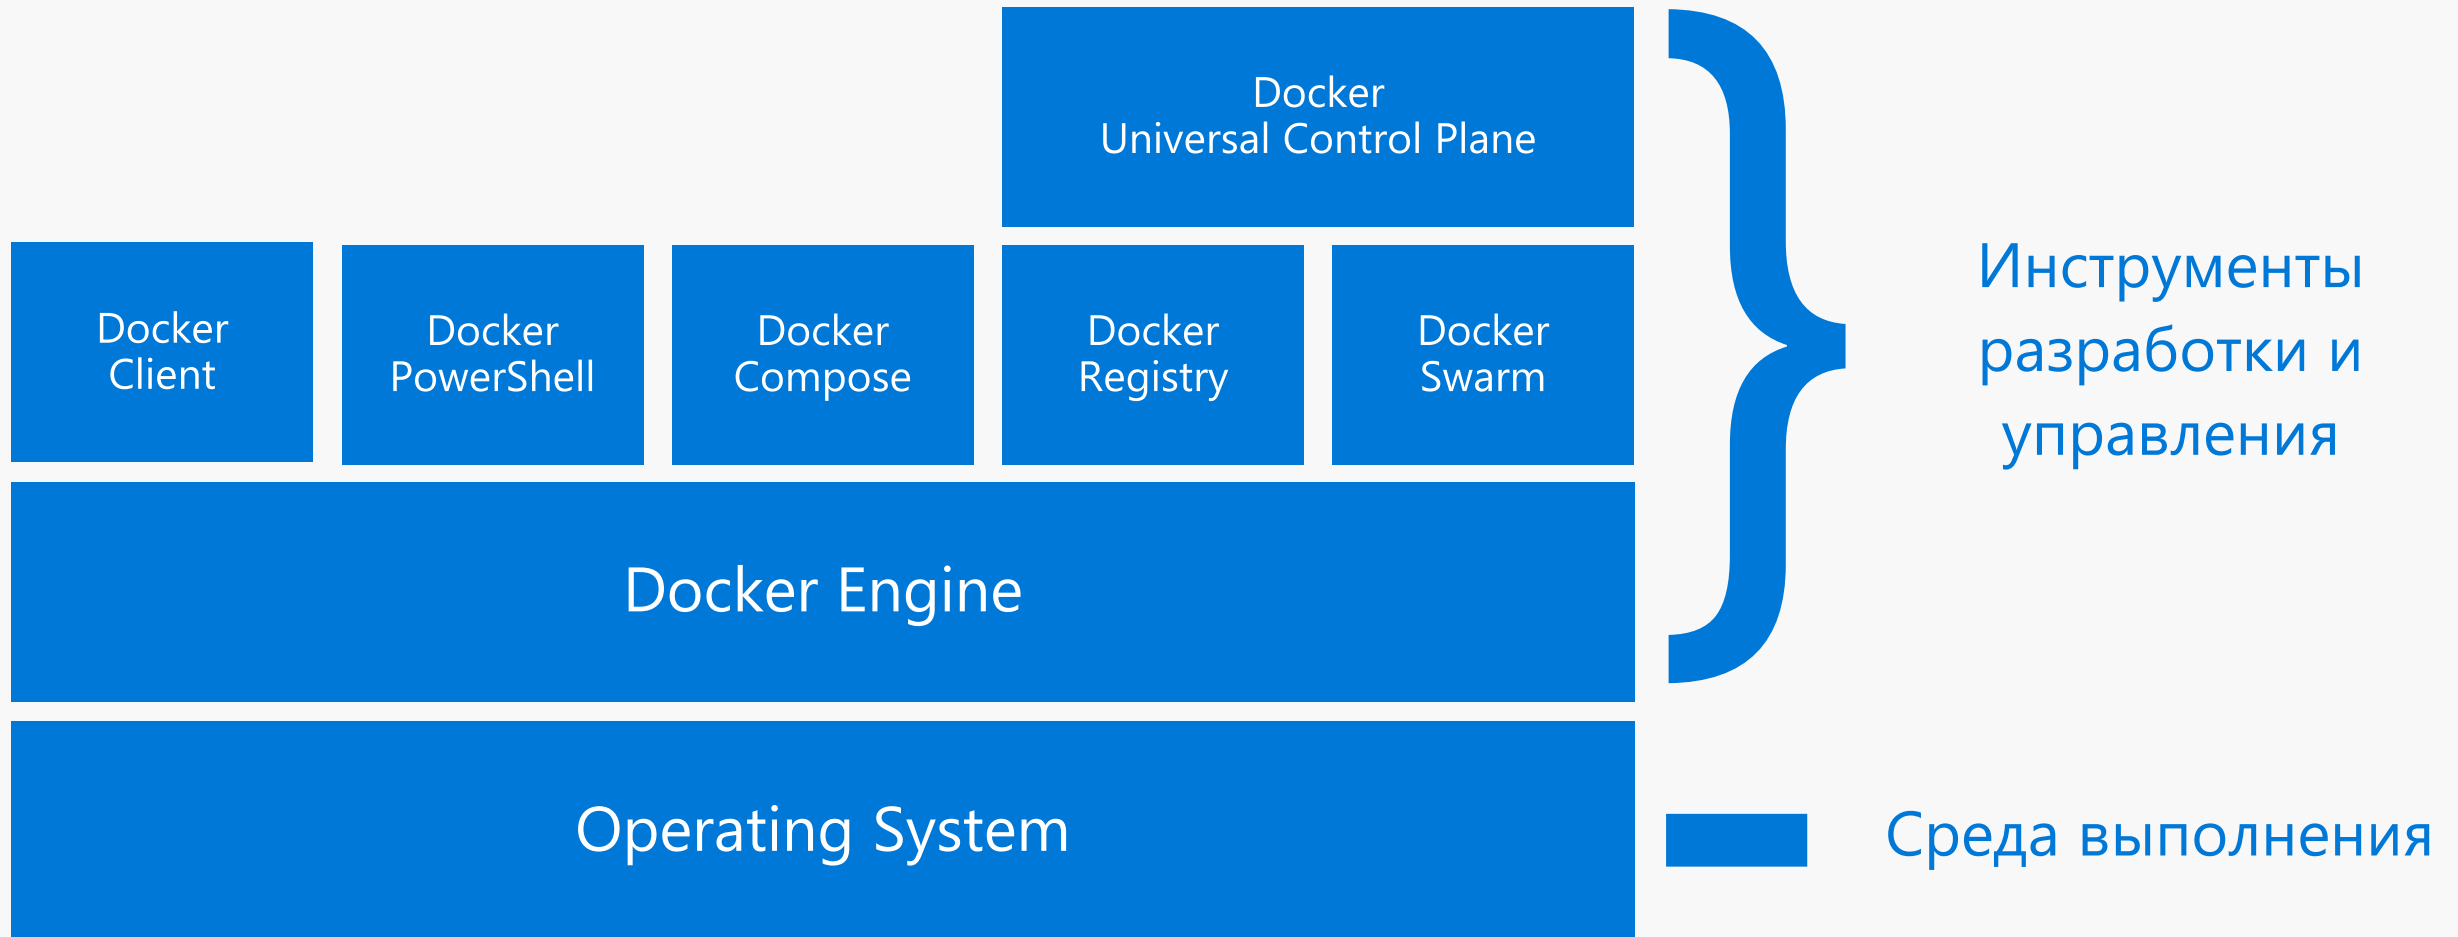 Docker
Universal Control Plane
Docker
Client
Docker
PowerShell
Docker
Compose
Docker
Registry
Docker
Swarm
Инструменты
разработки и
управления
Docker Engine
Operating System
Среда выполнения